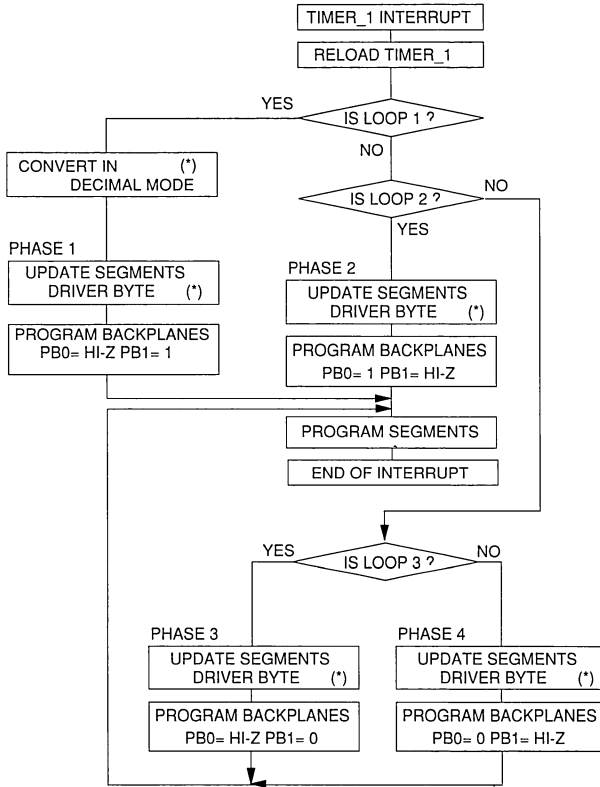 TIMER_1 INTERRUPT
RELOAD TIMER_1
IS LOOP 1 ?
YES
NO
CONVERT IN (*)
DECIMAL MODE
IS LOOP 2 ?
NO
YES
PHASE 1
UPDATE SEGMENTS
DRIVER BYTE (*)
PROGRAM BACKPLANES
PB0= HI-Z PB1= 1
PHASE 2
UPDATE SEGMENTS
DRIVER BYTE (*)
PROGRAM BACKPLANES
PB0= 1 PB1= HI-Z
PROGRAM SEGMENTS
END OF INTERRUPT
IS LOOP 3 ?
YES
NO
PHASE 3
UPDATE SEGMENTS
DRIVER BYTE (*)
PROGRAM BACKPLANES
PB0= HI-Z PB1= 0
PHASE 4
UPDATE SEGMENTS
DRIVER BYTE (*)
PROGRAM BACKPLANES
PB0= 0 PB1= HI-Z